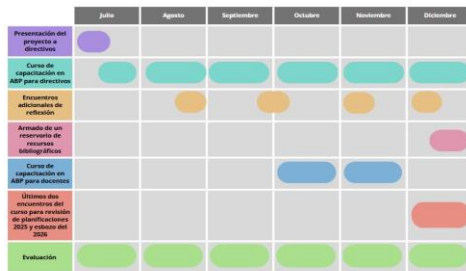 Julio Agosto Septiembre Octubre Noviembre Diciembre
Presentación del
proyecto a
directivos
Curso de
capacitación en
ABP para directivos
Encuentros
adicionales de
reflexión
Armado de un
reservorio de
recursos
bibliográficos
Curso de
capacitación en
ABP para docentes
Últimos dos
encuentros del
curso para revisión
de planificaciones
2025 y esbozo del
2026
Evaluación